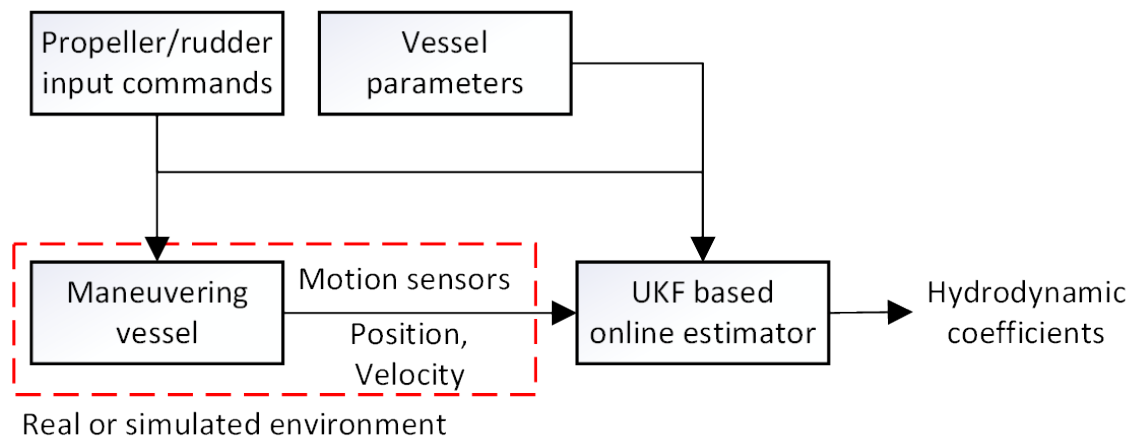 Propeller/rudder
input commands
Vessel
parameters
Maneuvering
vessel
Motion sensors
Position,
Velocity
UKF based
online estimator
Hydrodynamic
coefficients
Real or simulated environment